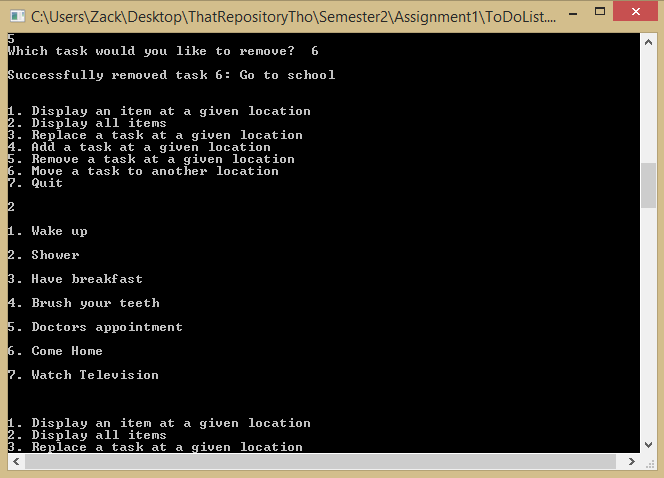 C:\Users\Zack\Desktop\ThatRepositoryTho\Semester2\Assignment1\ToDoList....
5
Which task would you like to remove?  6
Successfully removed task 6: Go to school
1. Display an item at a given location
2. Display all items
3. Replace a task at a given location
4. Add a task at a given location
5. Remove a task at a given location
6. Move a task to another location
7. Quit
2
1. Wake up
2. Shower
3. Have breakfast
4. Brush your teeth
5. Doctors appointment
6. Come Home
7. Watch Television
1. Display an item at a given location
2. Display all items
3. Replace a task at a given location